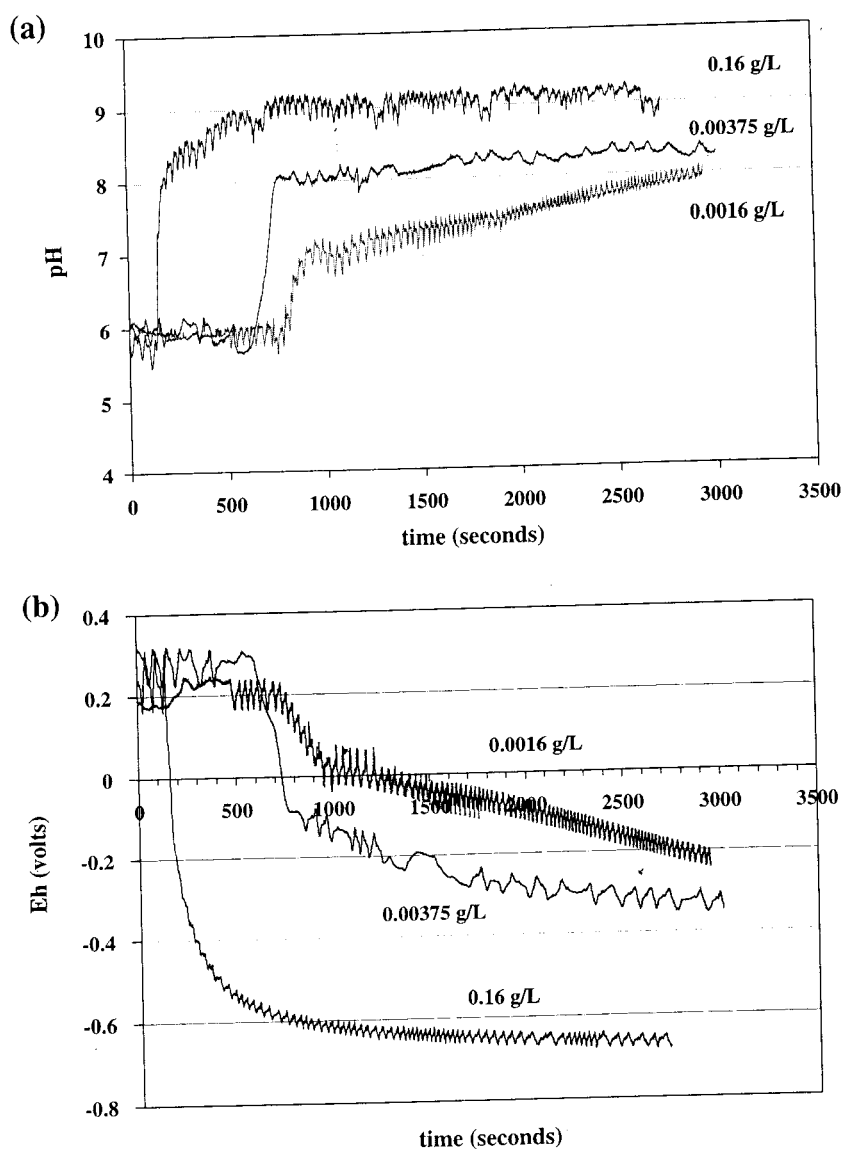 (a)
10
9
8
7
6
5
4
pH
0.16 g/L
0.00375 g/L
0.0016 g/L
0 500 1000 1500 2000 2500 3000 3500
time (seconds)
(b)
0.4
0.2
0
-0.2
-0.4
-0.6
-0.8
Eh (volts)
0.0016 g/L
0 500 1000 1500 2000 2500 3000 3500
0.00375 g/L
0.16 g/L
time (seconds)